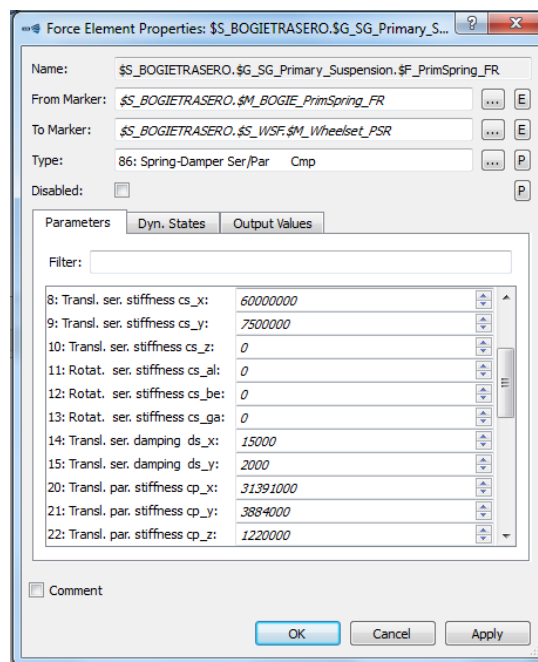 Force Element Properties: $S_BOGIETRASERO.$G_SG_Primary_S...
Name: $S_BOGIETRASERO.$G_SG_Primary_Suspension.$F_PrimSpring_FR
From Marker: $S_BOGIETRASERO.$M_BOGIE_PrimSpring_FR ... E
To Marker: $S_BOGIETRASERO.$S_WSF.$M_Wheelset_PSR ... E
Type: 86: Spring-Damper Ser/Par Cmp ... P
Disabled: P
Parameters Dyn. States Output Values
Filter:
8: Transl. ser. stiffness cs_x: 60000000
9: Transl. ser. stiffness cs_y: 7500000
10: Transl. ser. stiffness cs_z: 0
11: Rotat. ser. stiffness cs_al: 0
12: Rotat. ser. stiffness cs_be: 0
13: Rotat. ser. stiffness cs_ga: 0
14: Transl. ser. damping ds_x: 15000
15: Transl. ser. damping ds_y: 2000
20: Transl. par. stiffness cp_x: 31391000
21: Transl. par. stiffness cp_y: 3884000
22: Transl. par. stiffness cp_z: 1220000
Comment
OK Cancel Apply